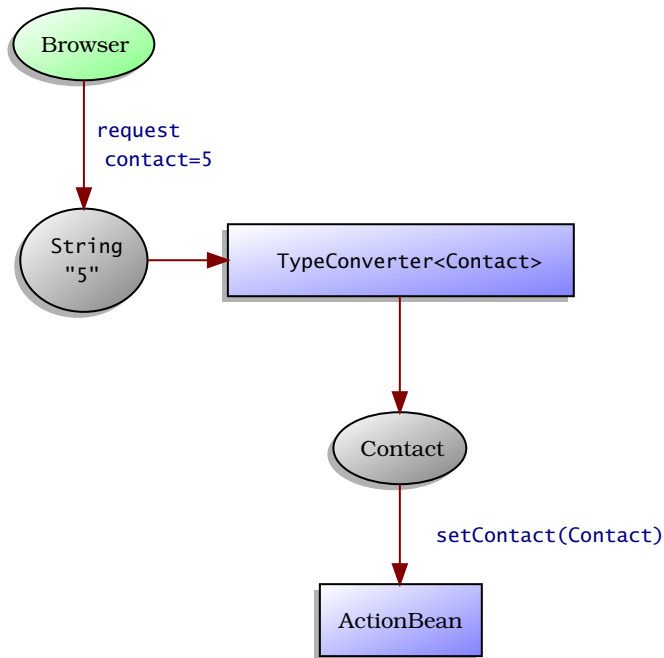 Browser
request
contact=5
String
"5"
TypeConverter<Contact>
Contact
setContact(Contact)
ActionBean